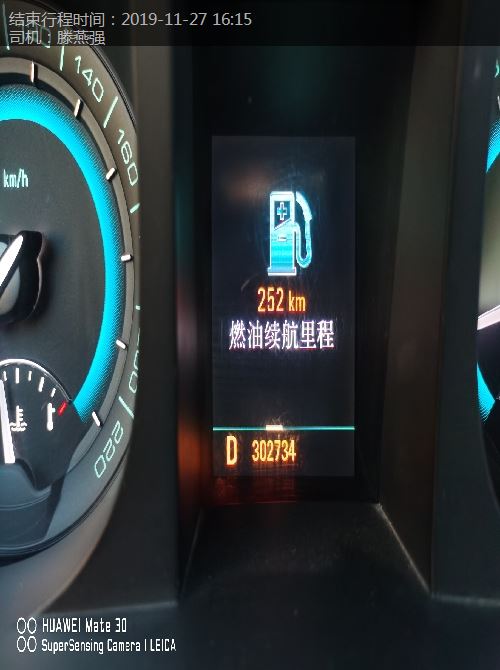 结束行程时间：2019-11-27 16:15
司机：滕燕强
140
160
km/h
252 km
燃油续航里程
220
D 302734
HUAWEI Mate 30
SuperSensing Camera | LEICA